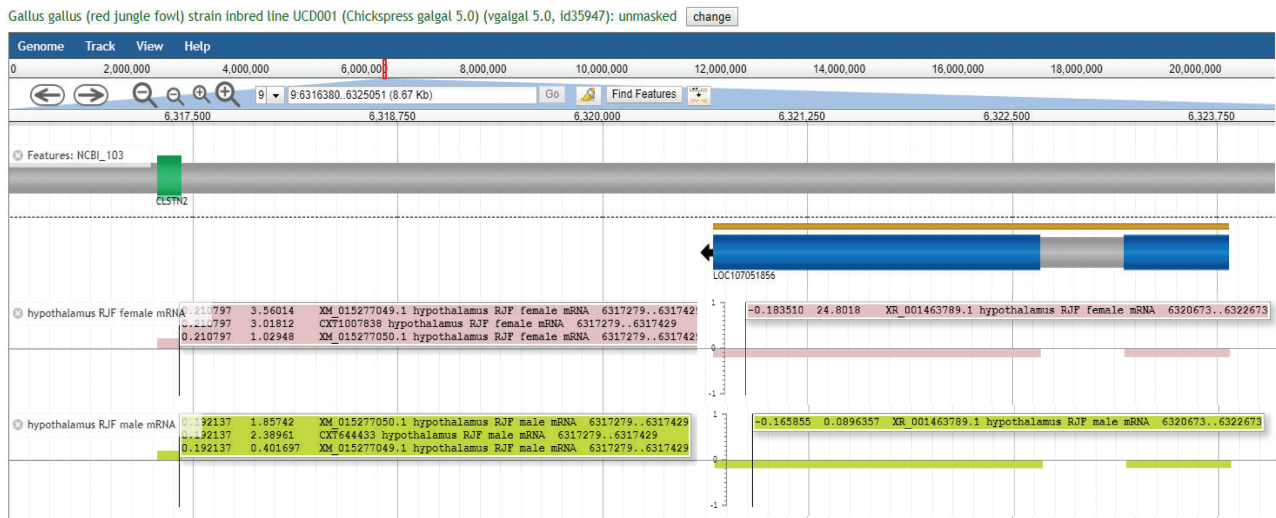 Gallus gallus (red jungle fowl) strain inbred line UCD001 (Chickspress galgal 5.0) (vgalgal 5.0, id35947): unmasked change
Genome Track View Help
0 2,000,000 4,000,000 6,000,000 8,000,000 10,000,000 12,000,000 14,000,000 16,000,000 18,000,000 20,000,000
9 9:6316380..6325051 (8.67 Kb) Go Find Features
6,317,500 6,318,750 6,320,000 6,321,250 6,322,500 6,323,750
Features: NCBI_103
CLSTN2
LOC107051856
hypothalamus RJF female mRNA
0.210797 3.56014 XM_015277049.1 hypothalamus RJF female mRNA 6317279..6317429
0.210797 3.01812 CXT1007838 hypothalamus RJF female mRNA 6317279..6317429
0.210797 1.02948 XM_015277050.1 hypothalamus RJF female mRNA 6317279..6317429
1
-0.183510 24.8018 XR_001463789.1 hypothalamus RJF female mRNA 6320673..6322673
0
-1
hypothalamus RJF male mRNA
0.192137 1.85742 XM_015277050.1 hypothalamus RJF male mRNA 6317279..6317429
0.192137 2.38961 CXT644433 hypothalamus RJF male mRNA 6317279..6317429
0.192137 0.401697 XM_015277049.1 hypothalamus RJF male mRNA 6317279..6317429
1
-0.165855 0.0896357 XR_001463789.1 hypothalamus RJF male mRNA 6320673..6322673
0
-1